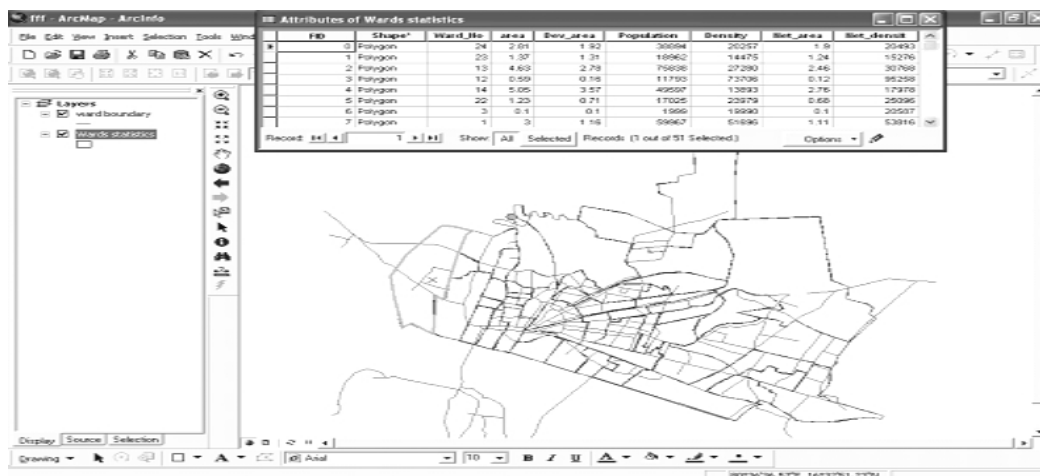 fff - ArcMap - ArcInfo
File Edit View Insert Selection Tools
Attributes of Wards statistics
FID Shape* Ward_No area Dev_area Population Density Net_area Net_densit
0 Polygon 24 2.81 1.92 20257 1.9 20493
1 Polygon 23 1.37 1.31 18962 14475 1.24 15276
2 Polygon 13 4.63 2.78 75838 27280 2.46 30768
3 Polygon 12 0.59 0.16 11793 73706 0.12 95258
4 Polygon 14 5.05 3.57 49597 13893 2.76 17978
5 Polygon 22 1.23 0.71 17025 23979 0.68
6 Polygon 3 0.1 0.1 0.1
7 Polygon 1 3 1.16 51696 1.11 53816
Record: 1 Show: All Selected Records (1 out of 51 Selected.) Options
Layers
ward boundary
Wards statistics
Display Source Selection
Drawing A Arial 10 B I U A